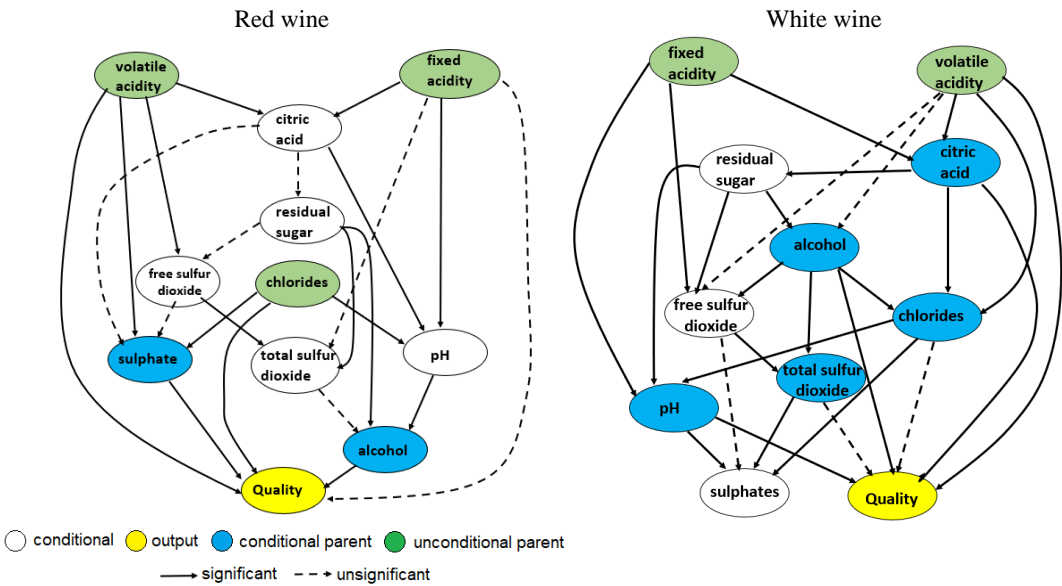 Red wine
White wine
volatile
acidity
fixed
acidity
citric
acid
residual
sugar
free sulfur
dioxide
chlorides
sulphate
total sulfur
dioxide
pH
alcohol
Quality
fixed
acidity
volatile
acidity
residual
sugar
citric
acid
alcohol
free sulfur
dioxide
chlorides
total sulfur
dioxide
pH
sulphates
Quality
conditional
output
conditional parent
unconditional parent
significant
unsignificant